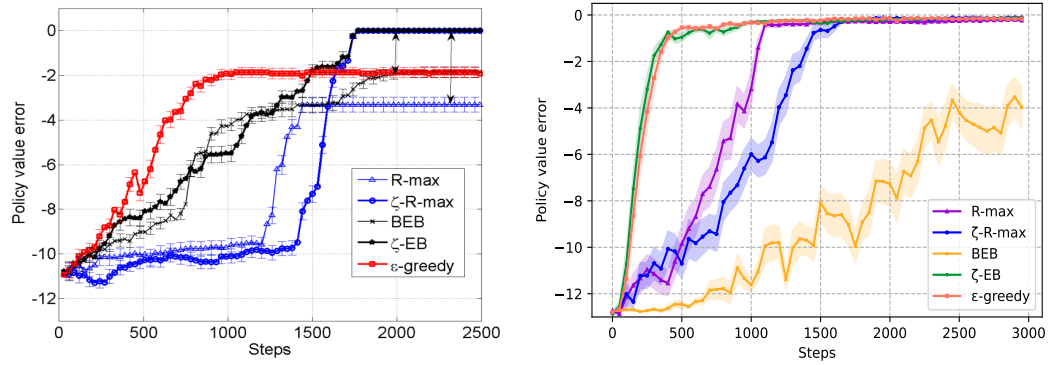 0
−2
−4
−6
−8
−10
−12
Policy value error
0
500
1000
1500
2000
2500
Steps
R-max
ζ-R-max
BEB
ζ-EB
ε-greedy
0
−2
−4
−6
−8
−10
−12
Policy value error
0
500
1000
1500
2000
2500
3000
Steps
R-max
ζ-R-max
BEB
ζ-EB
ε-greedy